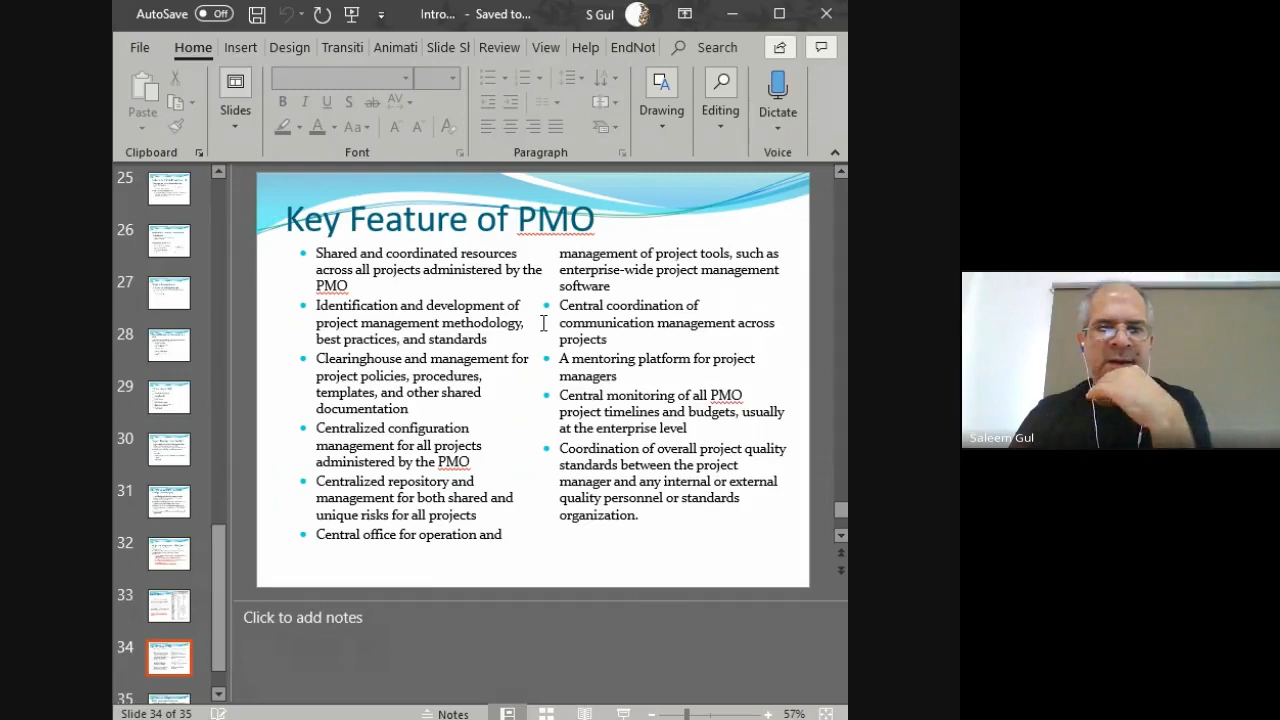 AutoSave Off Intro... - Saved to... S Gul
File Home Insert Design Transiti Animati Slide Sh Review View Help EndNot Search
Paste Slides Drawing Editing Dictate
B I U S ab AV
A Aa A A A
Clipboard Font Paragraph Voice
25
26
27
28
29
30
31
32
33
34
35
Key Feature of PMO
Shared and coordinated resources
across all projects administered by the
PMO
Identification and development of
project management methodology,
best practices, and standards
Clearinghouse and management for
project policies, procedures,
templates, and other shared
documentation
Centralized configuration
management for all projects
administered by the PMO
Centralized repository and
management for both shared and
unique risks for all projects
Central office for operation and
management of project tools, such as
enterprise-wide project management
software
Central coordination of
communication management across
projects
A mentoring platform for project
managers
Central monitoring of all PMO
project timelines and budgets, usually
at the enterprise level
Coordination of overall project quality
standards between the project
manager and any internal or external
quality personnel or standards
organization.
Click to add notes
Slide 34 of 35 Notes 57%
Saleem Gul